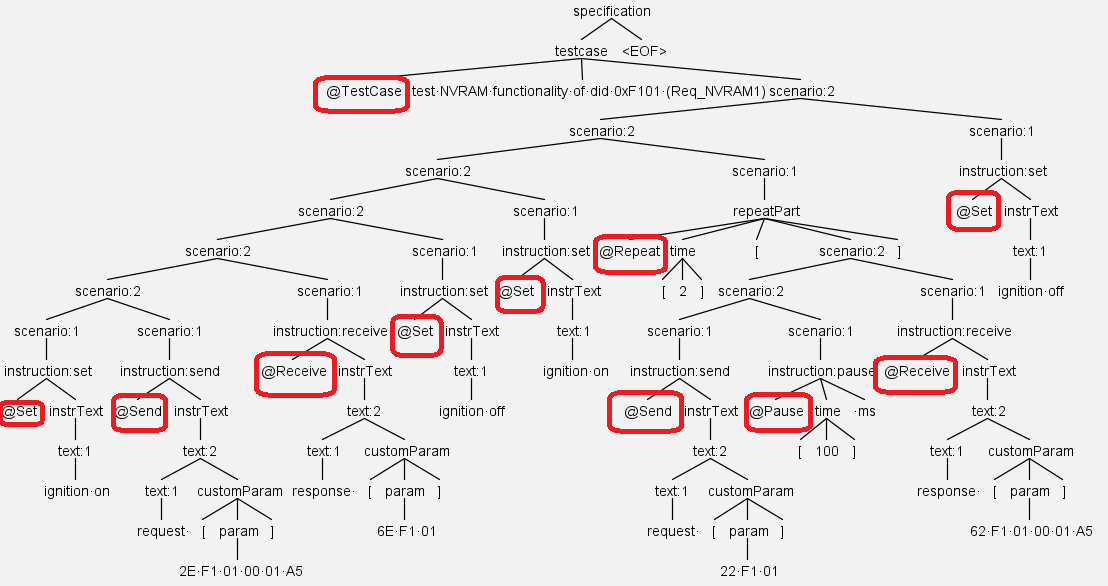 specification
testcase <EOF>
@TestCase test·NVRAM·functionality·of·did·0xF101·(Req_NVRAM1) scenario:2
scenario:2 scenario:1
scenario:2 scenario:1 instruction:set
scenario:2 scenario:1 repeatPart @Set instrText
scenario:2 scenario:1 instruction:set @Repeat time [ scenario:2 ] text:1
scenario:2 scenario:1 instruction:set @Set instrText [ 2 ] scenario:2 scenario:1 ignition·off
scenario:1 scenario:1 instruction:receive @Set instrText text:1 scenario:1 scenario:1 instruction:receive
instruction:set instruction:send @Receive instrText text:1 ignition·on instruction:send instruction:pause @Receive instrText
@Set instrText @Send instrText text:2 ignition·off @Send instrText @Pause time ·ms text:2
text:1 text:2 text:1 customParam text:2 [ 100 ] text:1 customParam
ignition·on text:1 customParam response· [ param ] text:1 customParam response· [ param ]
request· [ param ] 6E·F1·01 request· [ param ] 62·F1·01·00·01·A5
2E·F1·01·00·01·A5 22·F1·01